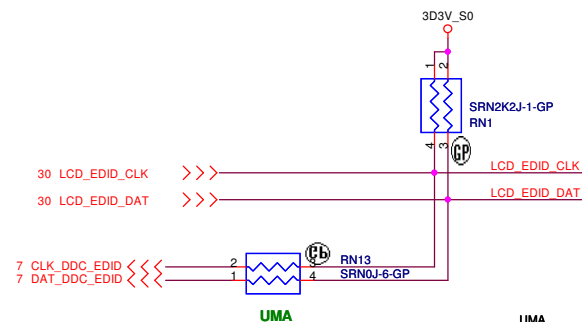 3D3V_S0
1 2
SRN2K2J-1-GP
RN1
4 3
GP
30 LCD_EDID_CLK
LCD_EDID_CLK
30 LCD_EDID_DAT
LCD_EDID_DAT
7 CLK_DDC_EDID
2 3
RN13
7 DAT_DDC_EDID
1 4
SRN0J-6-GP
UMA
UMA